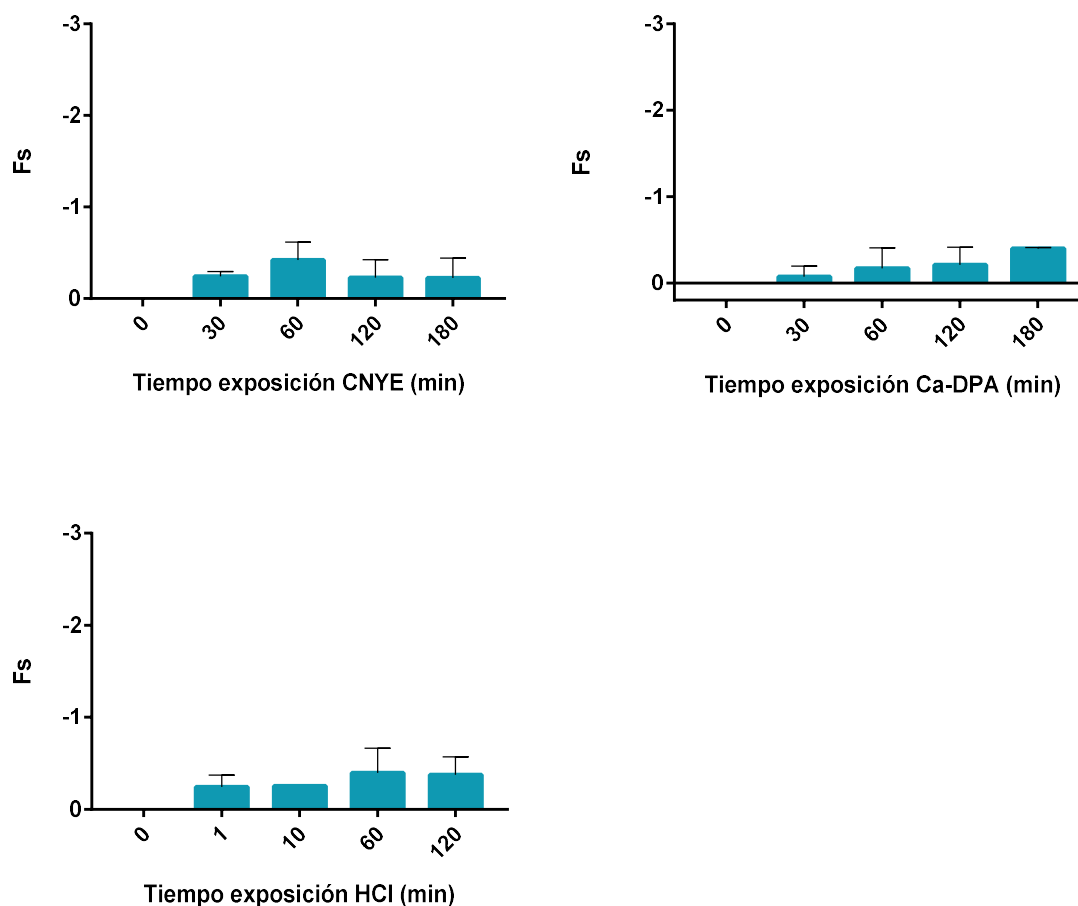 -3
-2
-1
0
Fs
0 30 60 120 180
Tiempo exposición CNYE (min)
-3
-2
-1
0
Fs
0 30 60 120 180
Tiempo exposición Ca-DPA (min)
-3
-2
-1
0
Fs
0 1 10 60 120
Tiempo exposición HCl (min)